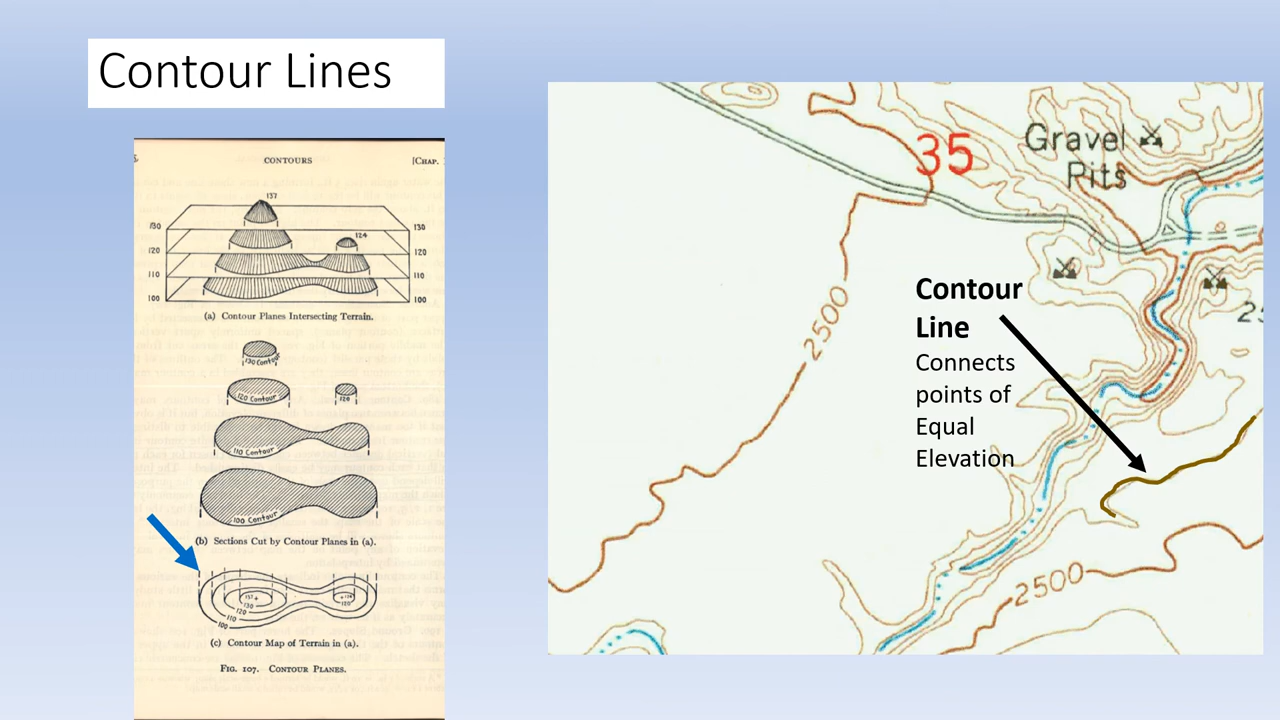 Contour Lines
CONTOURS
[CHAP.
137
124
130
130
120
120
110
110
100
100
(a) Contour Planes Intersecting Terrain.
130 Contour
120 Contour
120
110 Contour
100 Contour
(b) Sections Cut by Contour Planes in (a).
137+
130
120
110
100
120
(c) Contour Map of Terrain in (a).
FIG. 107. CONTOUR PLANES.
35
Gravel
Pits
2500
Contour
Line
Connects
points of
Equal
Elevation
2500